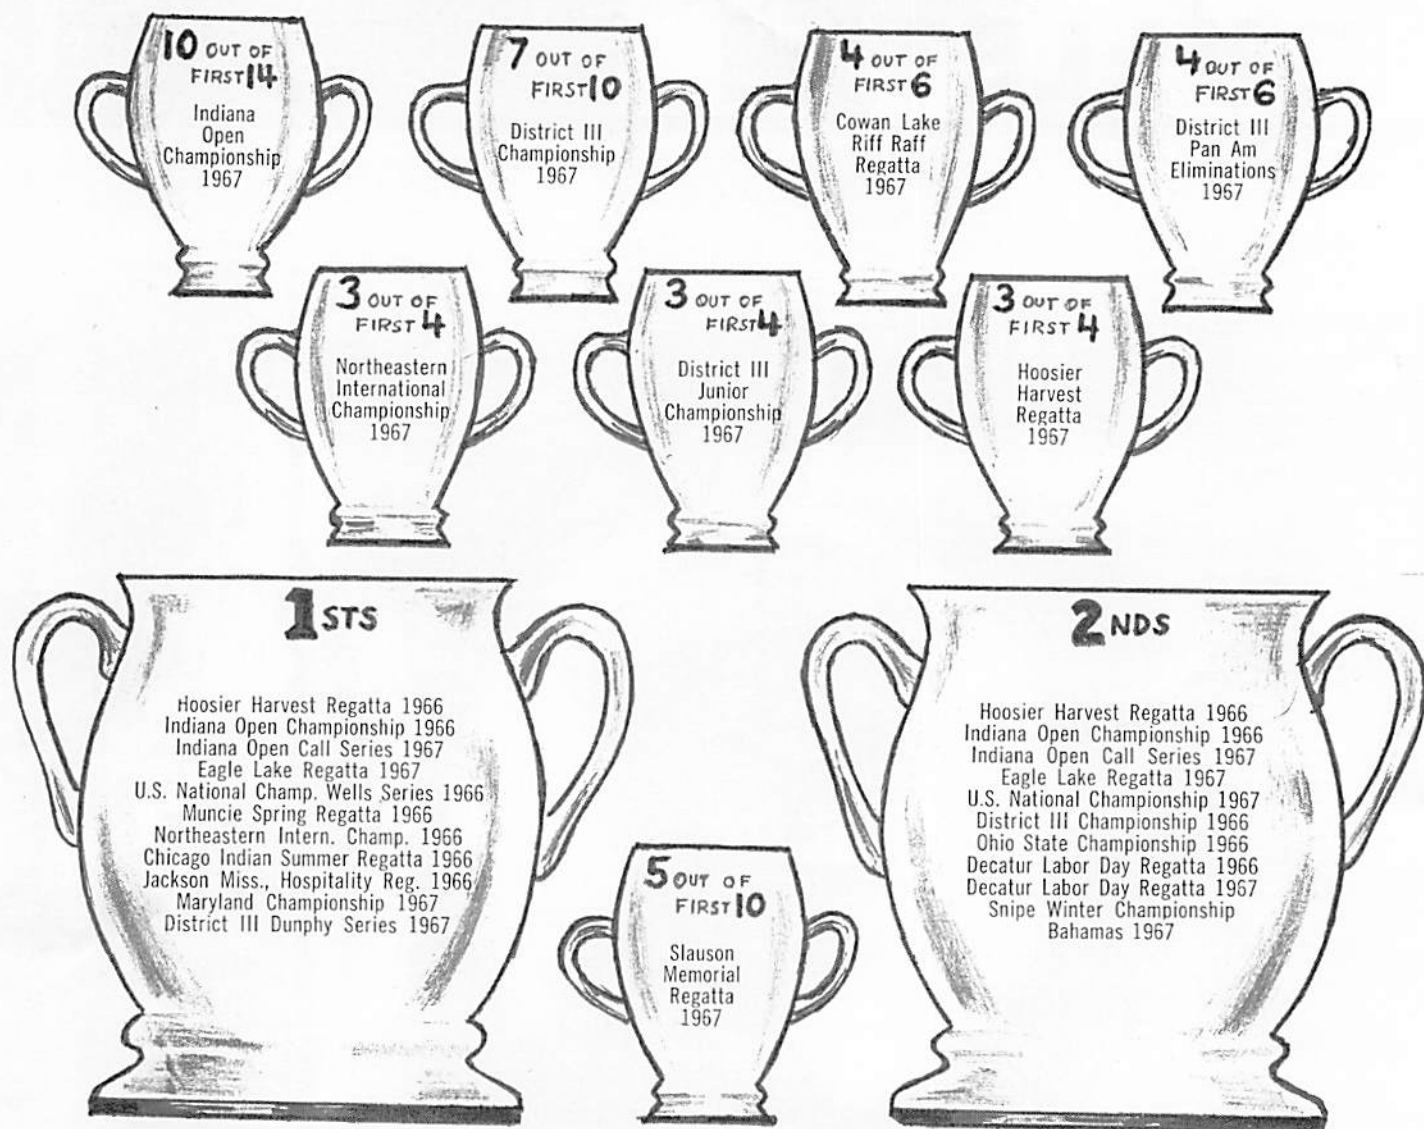 10 OUT OF
FIRST 14
Indiana
Open
Championship
1967
7 OUT OF
FIRST 10
District III
Championship
1967
4 OUT OF
FIRST 6
Cowan Lake
Riff Raff
Regatta
1967
4 OUT OF
FIRST 6
District III
Pan Am
Eliminations
1967
3 OUT OF
FIRST 4
Northeastern
International
Championship
1967
3 OUT OF
FIRST 4
District III
Junior
Championship
1967
3 OUT OF
FIRST 4
Hoosier
Harvest
Regatta
1967
1STS
Hoosier Harvest Regatta 1966
Indiana Open Championship 1966
Indiana Open Call Series 1967
Eagle Lake Regatta 1967
U.S. National Champ. Wells Series 1966
Muncie Spring Regatta 1966
Northeastern Intern. Champ. 1966
Chicago Indian Summer Regatta 1966
Jackson Miss., Hospitality Reg. 1966
Maryland Championship 1967
District III Dunphy Series 1967
5 OUT OF
FIRST 10
Slauson
Memorial
Regatta
1967
2NDS
Hoosier Harvest Regatta 1966
Indiana Open Championship 1966
Indiana Open Call Series 1967
Eagle Lake Regatta 1967
U.S. National Championship 1967
District III Championship 1966
Ohio State Championship 1966
Decatur Labor Day Regatta 1966
Decatur Labor Day Regatta 1967
Snipe Winter Championship
Bahamas 1967